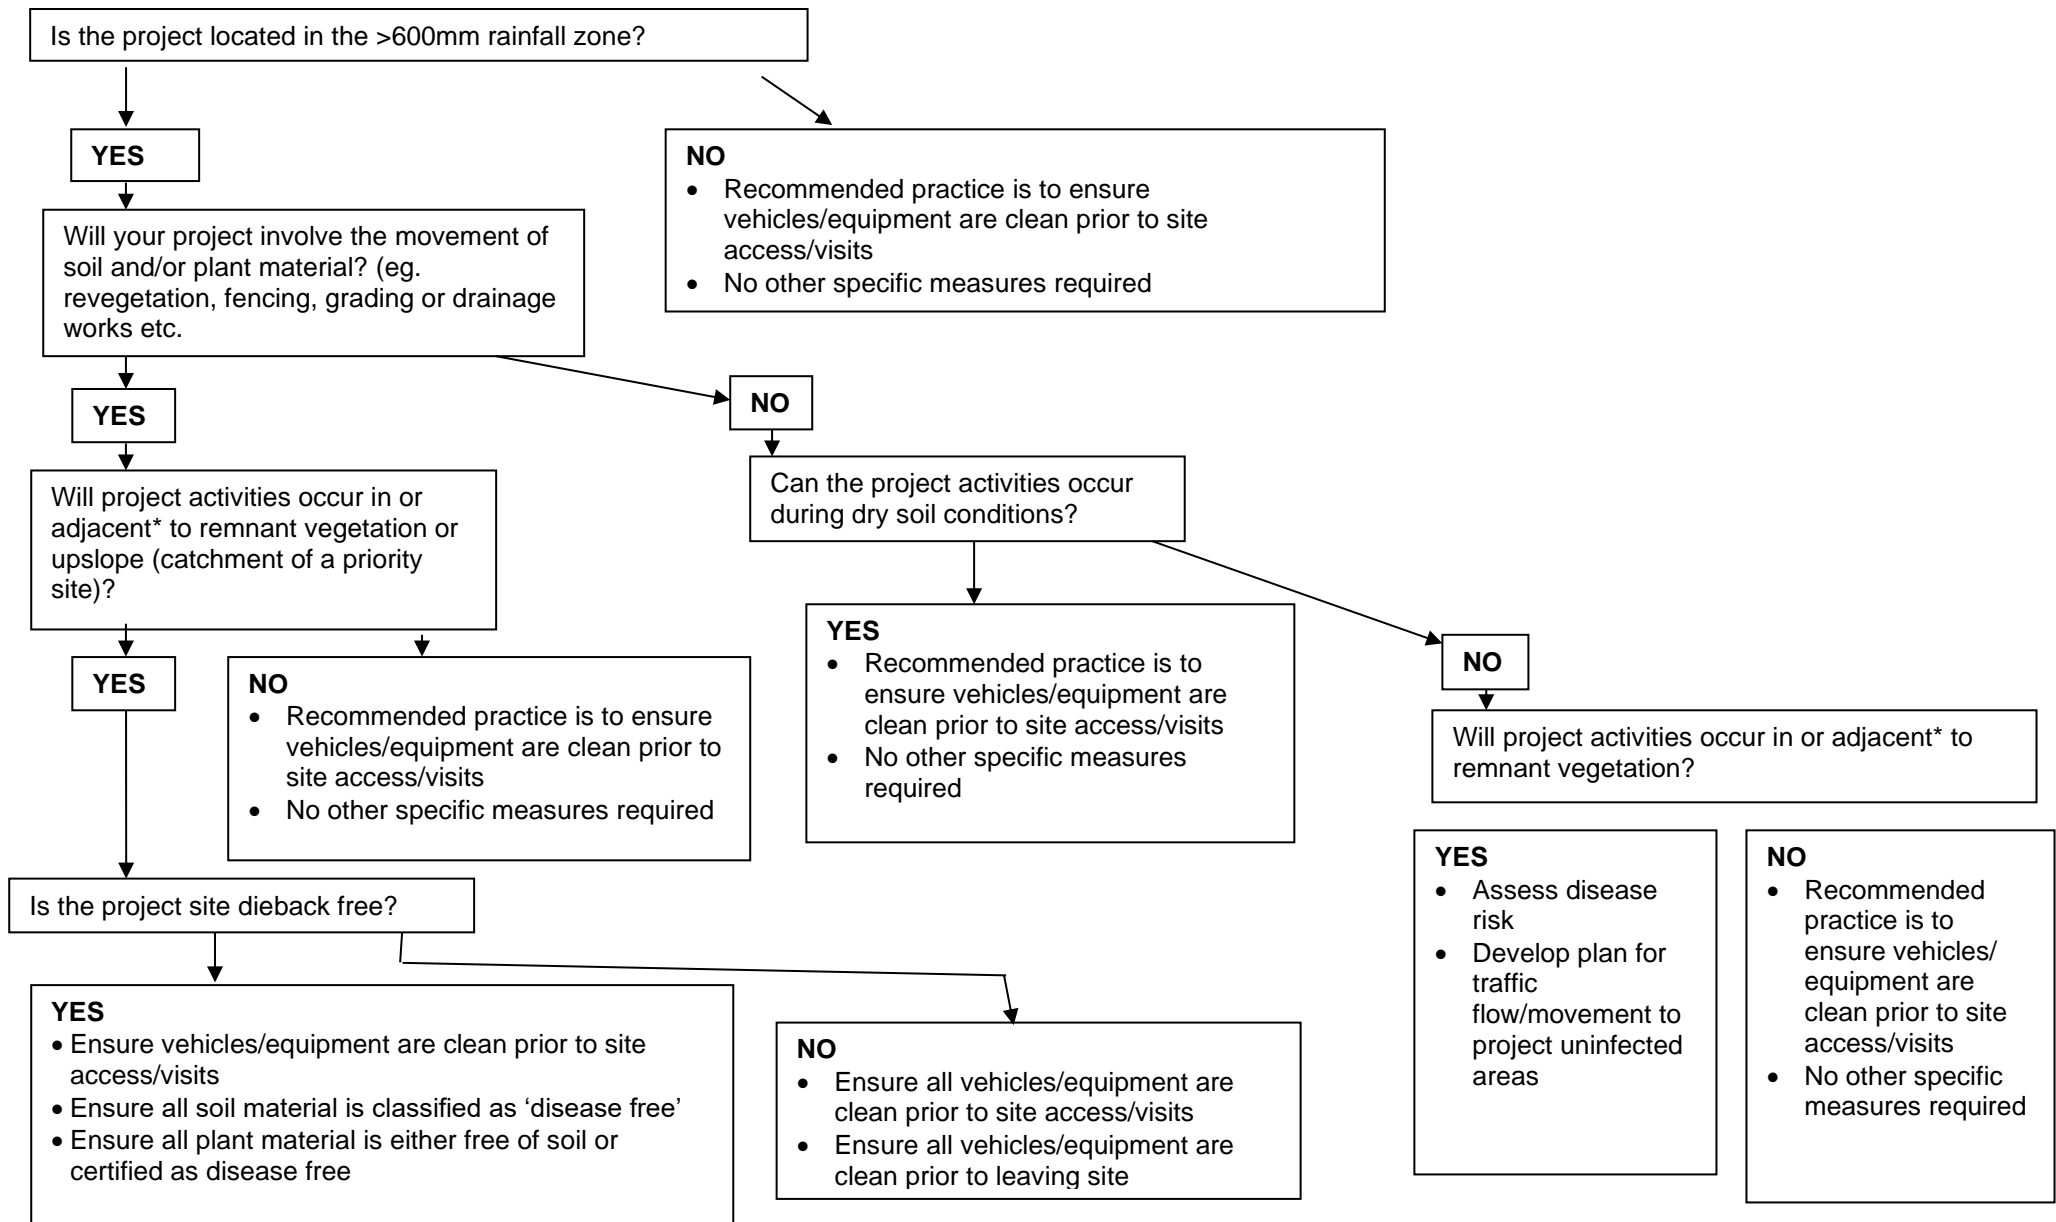 Is the project located in the >600mm rainfall zone?
YES
NO
• Recommended practice is to ensure
vehicles/equipment are clean prior to site
access/visits
• No other specific measures required
Will your project involve the movement of
soil and/or plant material? (eg.
revegetation, fencing, grading or drainage
works etc.
YES
NO
Will project activities occur in or
adjacent* to remnant vegetation or
upslope (catchment of a priority
site)?
Can the project activities occur
during dry soil conditions?
YES
NO
• Recommended practice is to ensure
vehicles/equipment are clean prior to
site access/visits
• No other specific measures required
YES
• Recommended practice is to
ensure vehicles/equipment are
clean prior to site access/visits
• No other specific measures
required
NO
Will project activities occur in or adjacent* to
remnant vegetation?
YES
• Assess disease
risk
• Develop plan for
traffic
flow/movement to
project uninfected
areas
NO
• Recommended
practice is to
ensure vehicles/
equipment are
clean prior to site
access/visits
• No other specific
measures required
Is the project site dieback free?
YES
• Ensure vehicles/equipment are clean prior to site
access/visits
• Ensure all soil material is classified as ‘disease free’
• Ensure all plant material is either free of soil or
certified as disease free
NO
• Ensure all vehicles/equipment are
clean prior to site access/visits
• Ensure all vehicles/equipment are
clean prior to leaving site